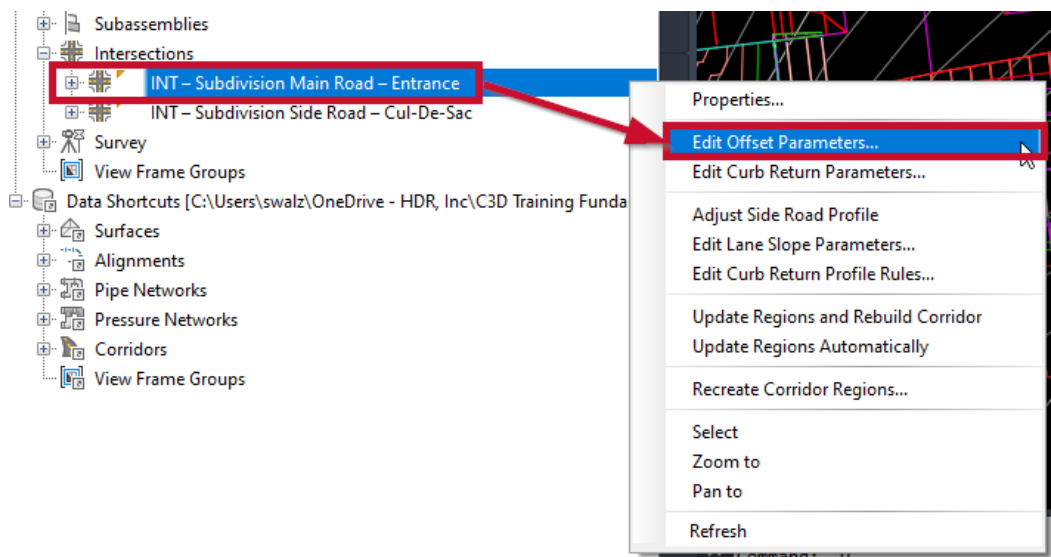 Subassemblies
Intersections
INT – Subdivision Main Road – Entrance
INT – Subdivision Side Road – Cul-De-Sac
Survey
View Frame Groups
Data Shortcuts [C:\Users\swalz\OneDrive - HDR, Inc\C3D Training Funda
Surfaces
Alignments
Pipe Networks
Pressure Networks
Corridors
View Frame Groups
Properties...
Edit Offset Parameters...
Edit Curb Return Parameters...
Adjust Side Road Profile
Edit Lane Slope Parameters...
Edit Curb Return Profile Rules...
Update Regions and Rebuild Corridor
Update Regions Automatically
Recreate Corridor Regions...
Select
Zoom to
Pan to
Refresh